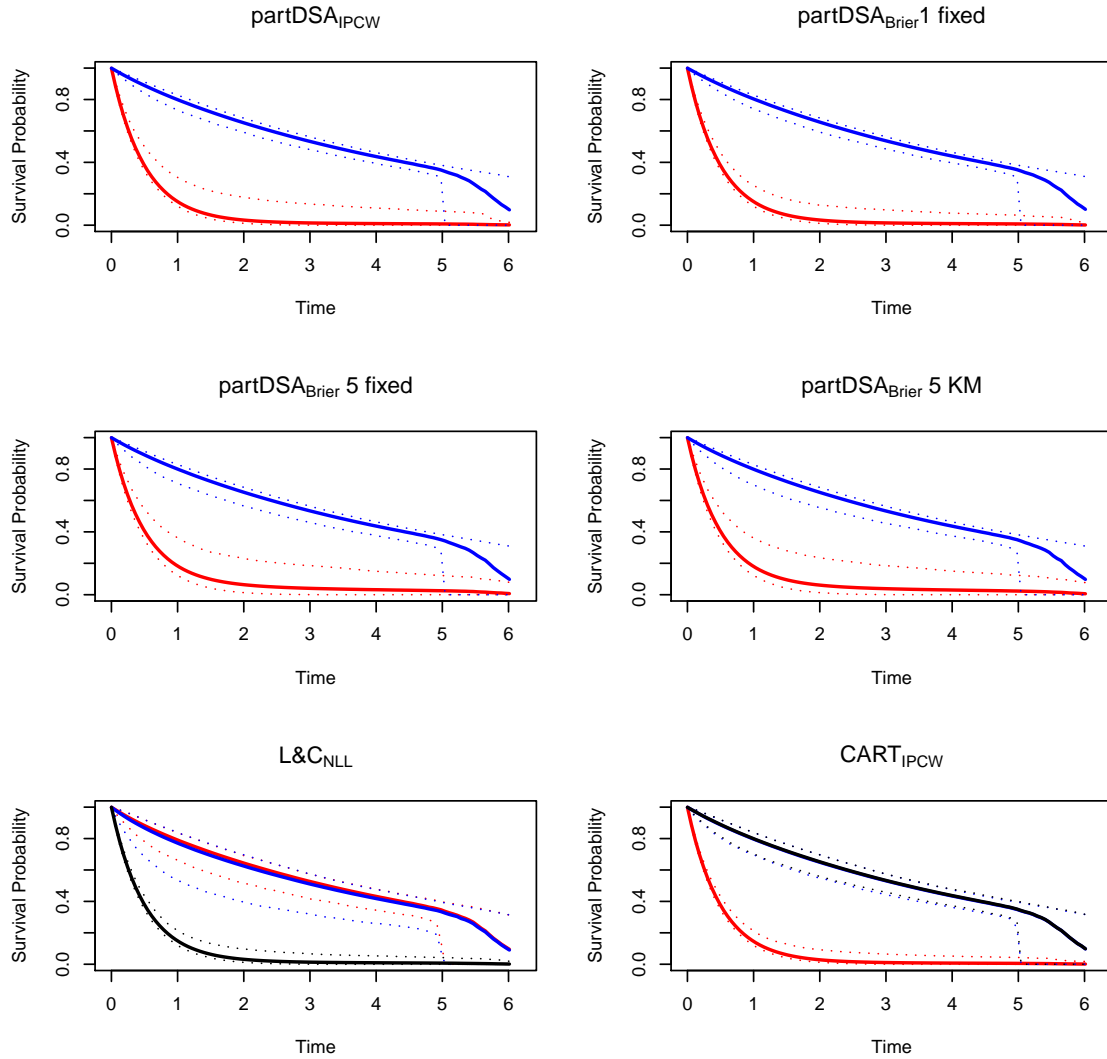 partDSA_IPCW
partDSA_Brier1 fixed
Survival Probability
0.0 0.4 0.8
0 1 2 3 4 5 6
Time
Survival Probability
0.0 0.4 0.8
0 1 2 3 4 5 6
Time
partDSA_Brier 5 fixed
partDSA_Brier 5 KM
Survival Probability
0.0 0.4 0.8
0 1 2 3 4 5 6
Time
Survival Probability
0.0 0.4 0.8
0 1 2 3 4 5 6
Time
L&C_NLL
CART_IPCW
Survival Probability
0.0 0.4 0.8
0 1 2 3 4 5 6
Time
Survival Probability
0.0 0.4 0.8
0 1 2 3 4 5 6
Time